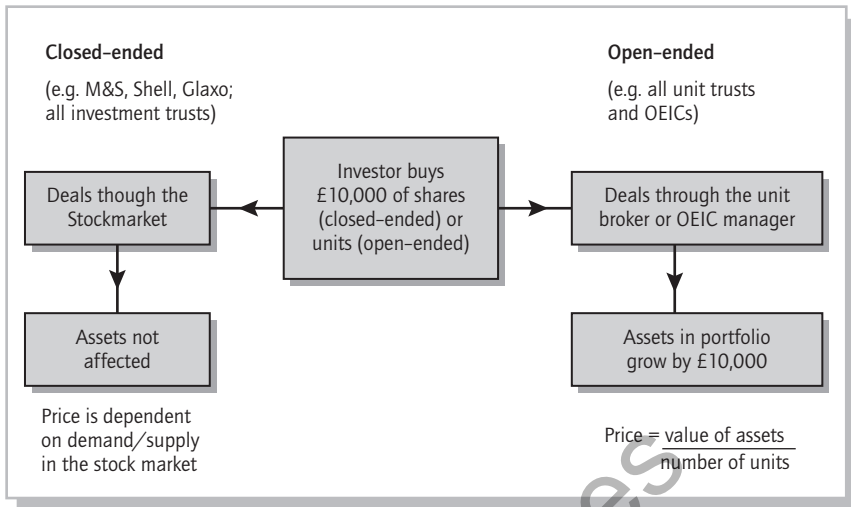 Closed–ended
(e.g. M&S, Shell, Glaxo;
all investment trusts)
Open–ended
(e.g. all unit trusts
and OEICs)
Investor buys
£10,000 of shares
(closed–ended) or
units (open–ended)
Deals though the
Stockmarket
Deals through the unit
broker or OEIC manager
Assets not
affected
Assets in portfolio
grow by £10,000
Price is dependent
on demand/supply
in the stock market
Price = value of assets
number of units